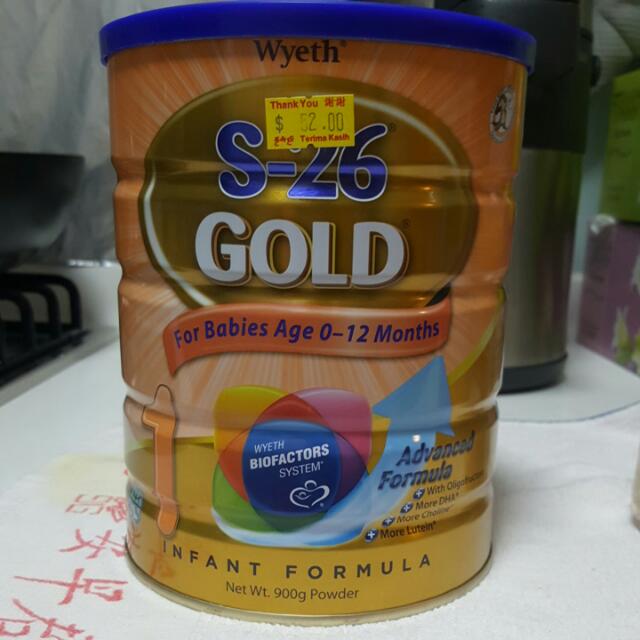 Wyeth®
Thank You 谢谢
$ 52.00
நன்றி Terima Kasih
S-26®
GOLD®
For Babies Age 0–12 Months
1
WYETH
BIOFACTORS
SYSTEM*
Advanced
Formula
+ With Oligofructose
+ More DHA^
+ More Choline^
+ More Lutein^
INFANT FORMULA
Net Wt. 900g Powder